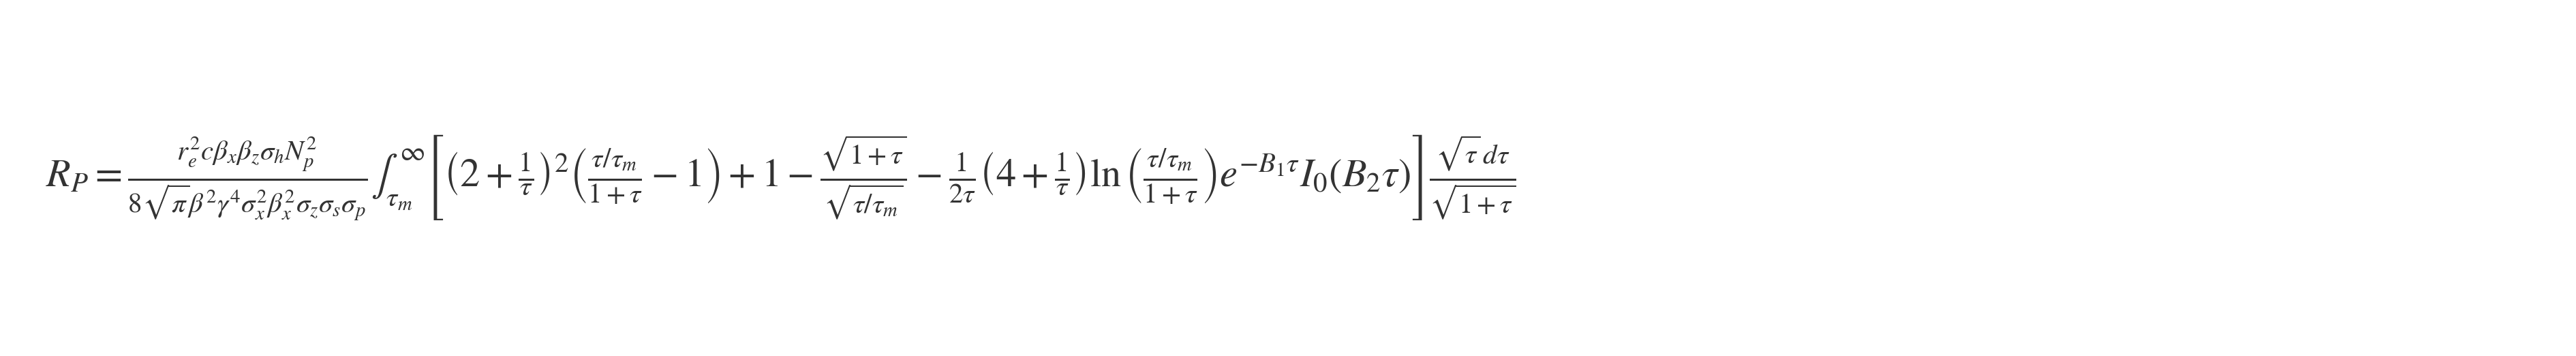 $R_P = \frac{r_e^2 c \beta_x \beta_z \sigma_h N_p^2}{8\sqrt{\pi}\beta^2 \gamma^4 \sigma_x^2 \beta_x^2 \sigma_z \sigma_s \sigma_p} \int_{\tau_m}^{\infty} \left[ \left(2+\frac{1}{\tau}\right)^2 \left(\frac{\tau/\tau_m}{1+\tau} - 1\right) + 1 - \frac{\sqrt{1+\tau}}{\sqrt{\tau/\tau_m}} - \frac{1}{2\tau}\left(4+\frac{1}{\tau}\right) \ln\left(\frac{\tau/\tau_m}{1+\tau}\right) e^{-B_1\tau} I_0(B_2\tau) \right] \frac{\sqrt{\tau}\, d\tau}{\sqrt{1+\tau}}$